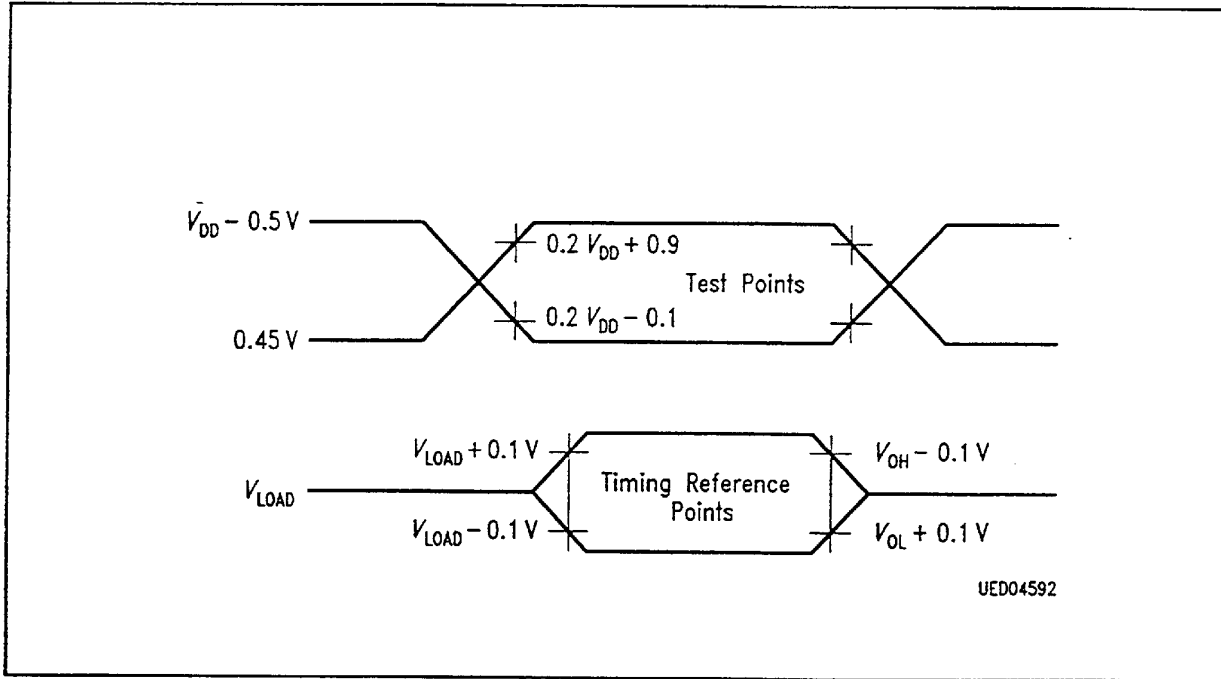 V_DD – 0.5 V
0.2 V_DD + 0.9
Test Points
0.2 V_DD – 0.1
0.45 V
V_LOAD + 0.1 V
V_OH – 0.1 V
V_LOAD
Timing Reference
Points
V_LOAD – 0.1 V
V_OL + 0.1 V
UED04592